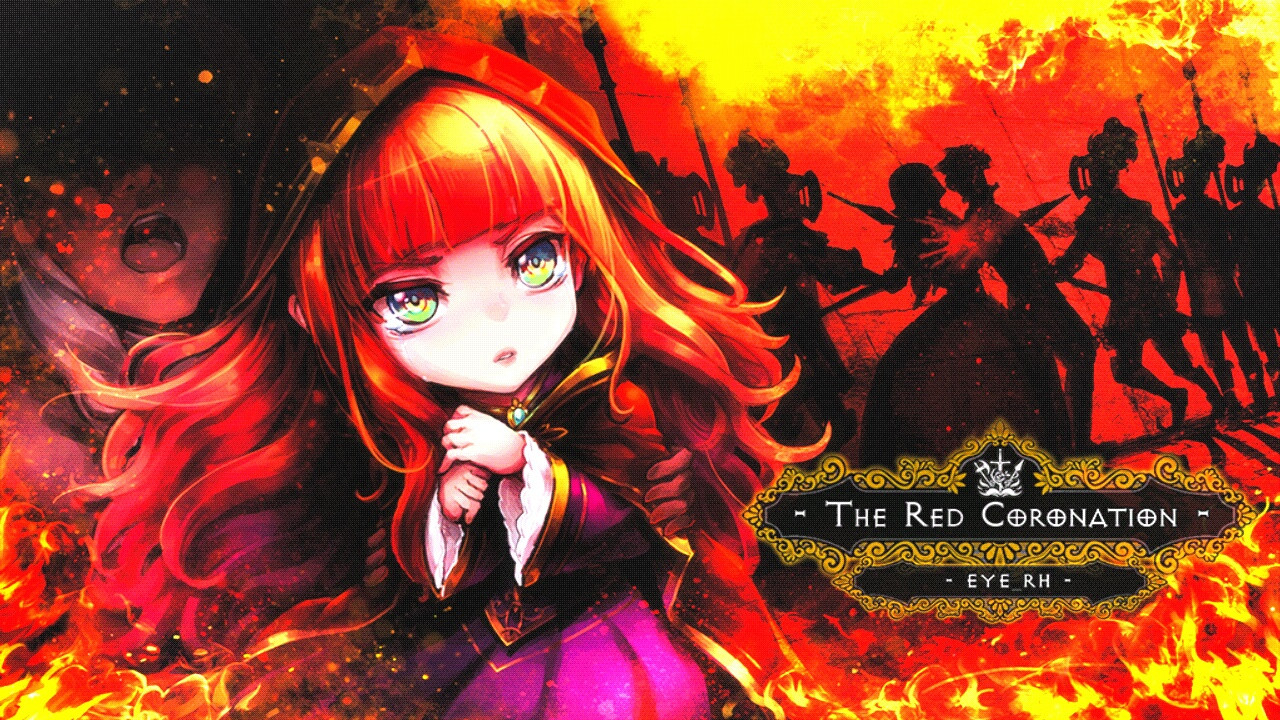 - The Red Coronation -
- EYE_RH -